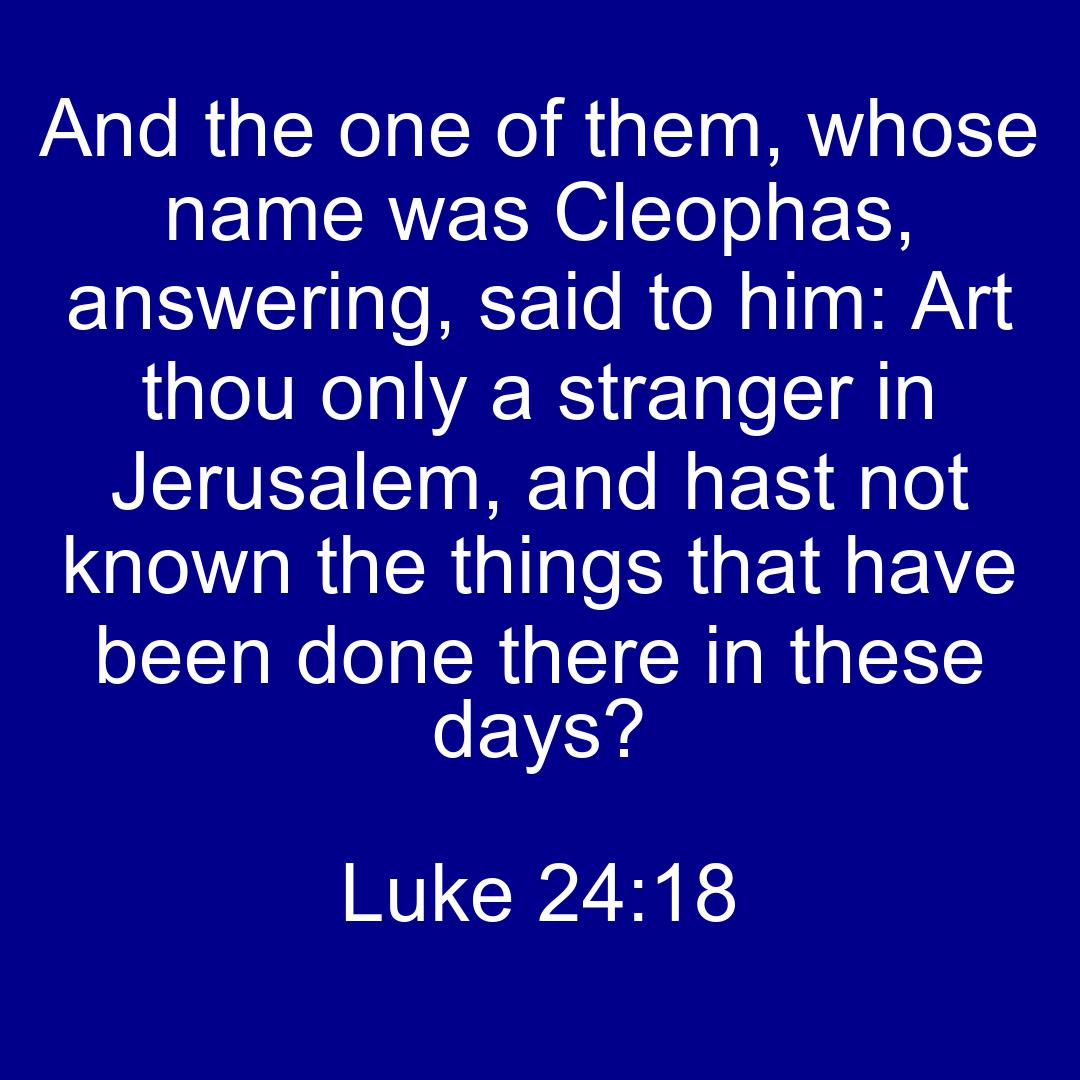 And the one of them, whose
name was Cleophas,
answering, said to him: Art
thou only a stranger in
Jerusalem, and hast not
known the things that have
been done there in these
days?
Luke 24:18